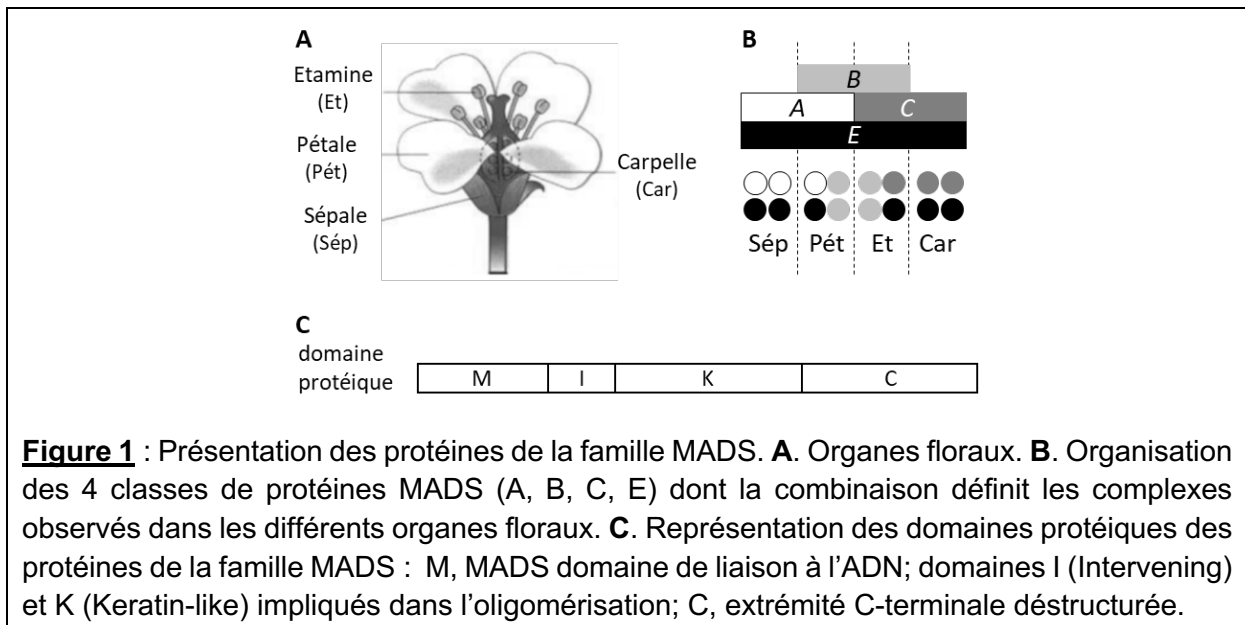 A
Etamine
(Et)
Pétale
(Pét)
Sépale
(Sép)
Carpelle
(Car)
B
B
A C
E
Sép Pét Et Car
C
domaine
protéique
M I K C
Figure 1 : Présentation des protéines de la famille MADS. A. Organes floraux. B. Organisation
des 4 classes de protéines MADS (A, B, C, E) dont la combinaison définit les complexes
observés dans les différents organes floraux. C. Représentation des domaines protéiques des
protéines de la famille MADS : M, MADS domaine de liaison à l’ADN; domaines I (Intervening)
et K (Keratin-like) impliqués dans l’oligomérisation; C, extrémité C-terminale déstructurée.